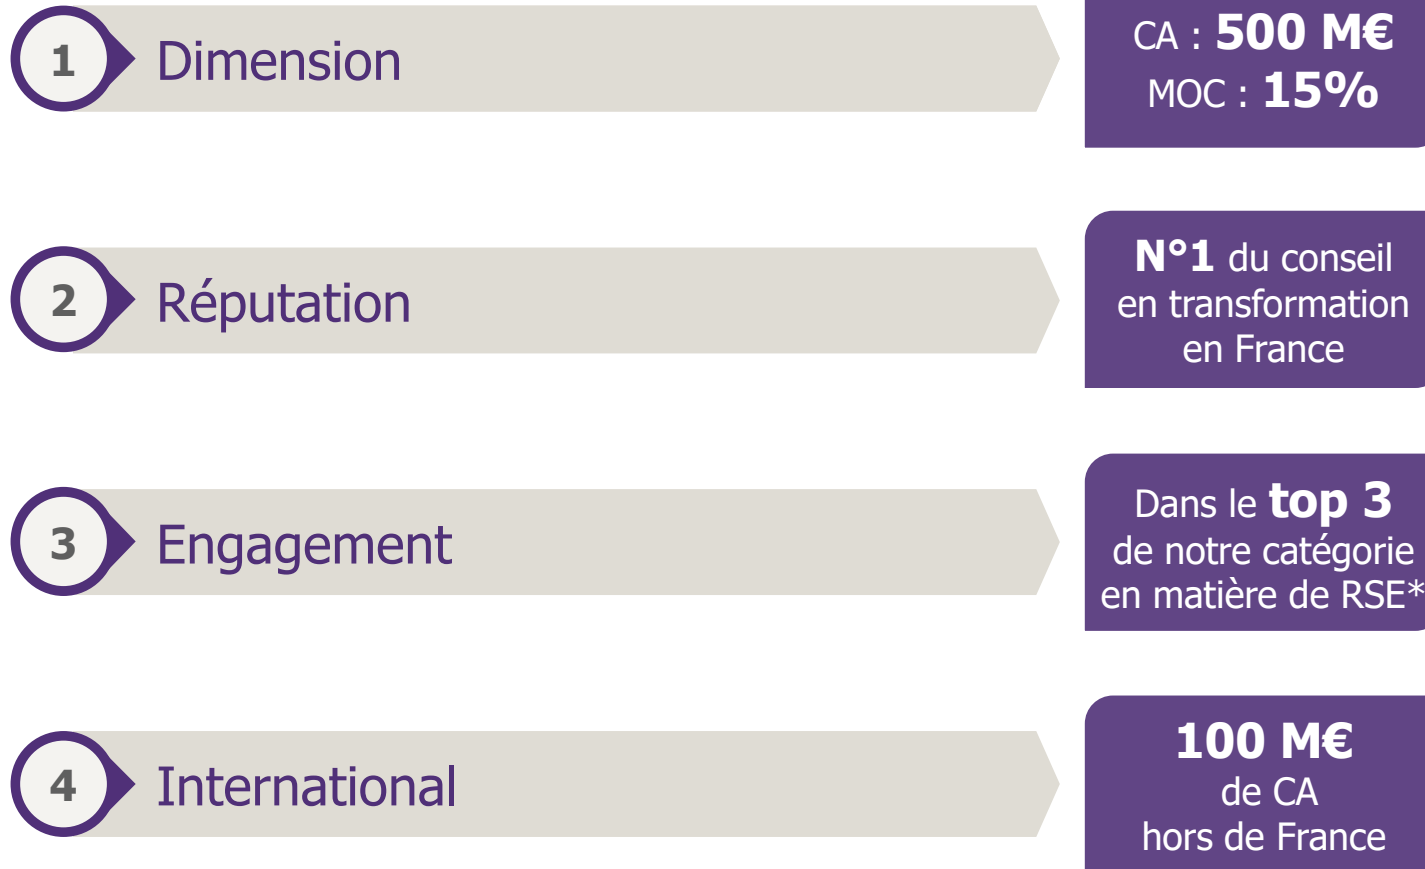 1
Dimension
CA : 500 M€
MOC : 15%
2
Réputation
N°1 du conseil
en transformation
en France
3
Engagement
Dans le top 3
de notre catégorie
en matière de RSE*
4
International
100 M€
de CA
hors de France